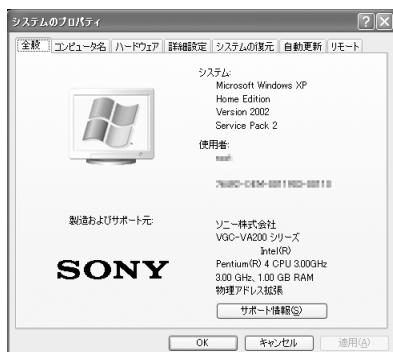 システムのプロパティ
全般 コンピュータ名 ハードウェア 詳細設定 システムの復元 自動更新 リモート
システム:
Microsoft Windows XP
Home Edition
Version 2002
Service Pack 2
使用者:
製造およびサポート元:
SONY
ソニー株式会社
VGC-VA200 シリーズ
Intel(R)
Pentium(R) 4 CPU 3.00GHz
3.00 GHz、1.00 GB RAM
物理アドレス拡張
サポート情報(S)
OK キャンセル 適用(A)